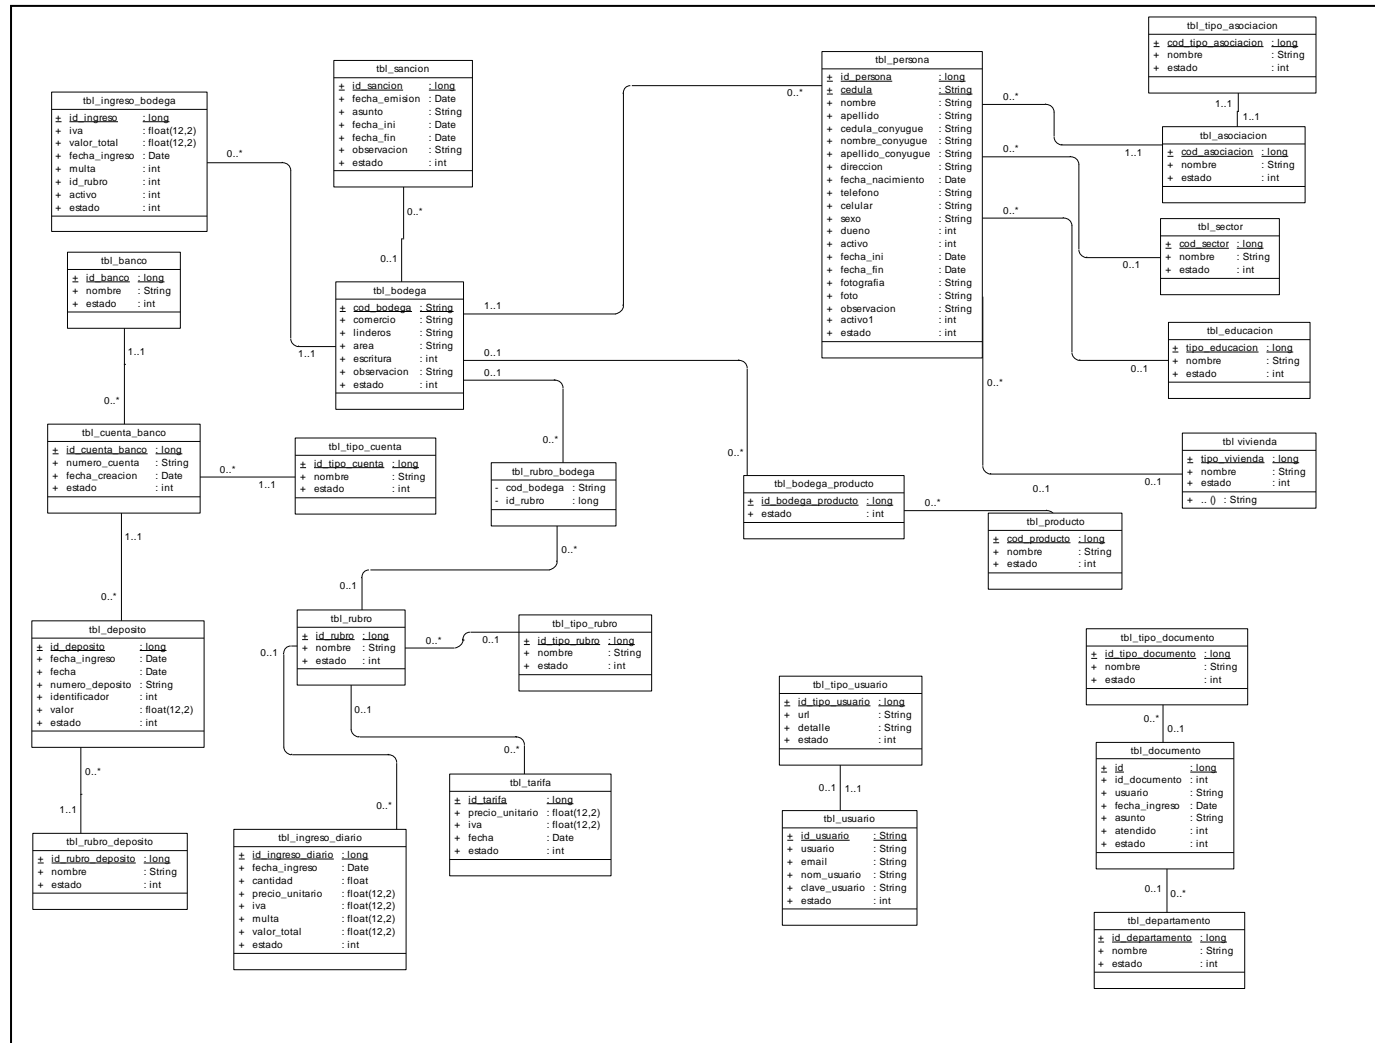 tbl_tipo_asociacion
+ cod_tipo_asociacion : long
+ nombre : String
+ estado : int
1..1
1..1
tbl_asociacion
+ cod_asociacion : long
+ nombre : String
+ estado : int
tbl_persona
+ id_persona : long
+ cedula : String
+ nombre : String
+ apellido : String
+ cedula_conyugue : String
+ nombre_conyugue : String
+ apellido_conyugue : String
+ direccion : String
+ fecha_nacimiento : Date
+ telefono : String
+ celular : String
+ sexo : String
+ dueno : int
+ activo : int
+ fecha_ini : Date
+ fecha_fin : Date
+ fotografia : String
+ foto : String
+ observacion : String
+ activo1 : int
+ estado : int
0..*
0..*
1..1
0..*
0..1
0..*
0..1
0..*
0..1
0..1
tbl_sector
+ cod_sector : long
+ nombre : String
+ estado : int
tbl_educacion
+ tipo_educacion : long
+ nombre : String
+ estado : int
tbl vivienda
+ tipo_vivienda : long
+ nombre : String
+ estado : int
+ .. () : String
tbl_sancion
+ id_sancion : long
+ fecha_emision : Date
+ asunto : String
+ fecha_ini : Date
+ fecha_fin : Date
+ observacion : String
+ estado : int
0..*
0..1
tbl_ingreso_bodega
+ id_ingreso : long
+ iva : float(12,2)
+ valor_total : float(12,2)
+ fecha_ingreso : Date
+ multa : int
+ id_rubro : int
+ activo : int
+ estado : int
0..*
1..1
tbl_bodega
+ cod_bodega : String
+ comercio : String
+ linderos : String
+ area : String
+ escritura : int
+ observacion : String
+ estado : int
1..1
0..1
0..1
0..*
0..*
tbl_banco
+ id_banco : long
+ nombre : String
+ estado : int
1..1
0..*
tbl_cuenta_banco
+ id_cuenta_banco : long
+ numero_cuenta : String
+ fecha_creacion : Date
+ estado : int
0..*
1..1
tbl_tipo_cuenta
+ id_tipo_cuenta : long
+ nombre : String
+ estado : int
1..1
0..*
tbl_rubro_bodega
- cod_bodega : String
- id_rubro : long
0..*
0..1
tbl_bodega_producto
+ id_bodega_producto : long
+ estado : int
0..*
tbl_producto
+ cod_producto : long
+ nombre : String
+ estado : int
tbl_deposito
+ id_deposito : long
+ fecha_ingreso : Date
+ fecha : Date
+ numero_deposito : String
+ identificador : int
+ valor : float(12,2)
+ estado : int
0..*
1..1
tbl_rubro_deposito
+ id_rubro_deposito : long
+ nombre : String
+ estado : int
tbl_rubro
+ id_rubro : long
+ nombre : String
+ estado : int
0..1
0..*
0..1
tbl_tipo_rubro
+ id_tipo_rubro : long
+ nombre : String
+ estado : int
0..1
0..*
0..*
tbl_tarifa
+ id_tarifa : long
+ precio_unitario : float(12,2)
+ iva : float(12,2)
+ fecha : Date
+ estado : int
tbl_ingreso_diario
+ id_ingreso_diario : long
+ fecha_ingreso : Date
+ cantidad : float
+ precio_unitario : float(12,2)
+ iva : float(12,2)
+ multa : float(12,2)
+ valor_total : float(12,2)
+ estado : int
tbl_tipo_usuario
+ id_tipo_usuario : long
+ url : String
+ detalle : String
+ estado : int
0..1 1..1
tbl_usuario
+ id_usuario : String
+ usuario : String
+ email : String
+ nom_usuario : String
+ clave_usuario : String
+ estado : int
tbl_tipo_documento
+ id_tipo_documento : long
+ nombre : String
+ estado : int
0..*
0..1
tbl_documento
+ id : long
+ id_documento : int
+ usuario : String
+ fecha_ingreso : Date
+ asunto : String
+ atendido : int
+ estado : int
0..1
0..*
tbl_departamento
+ id_departamento : long
+ nombre : String
+ estado : int